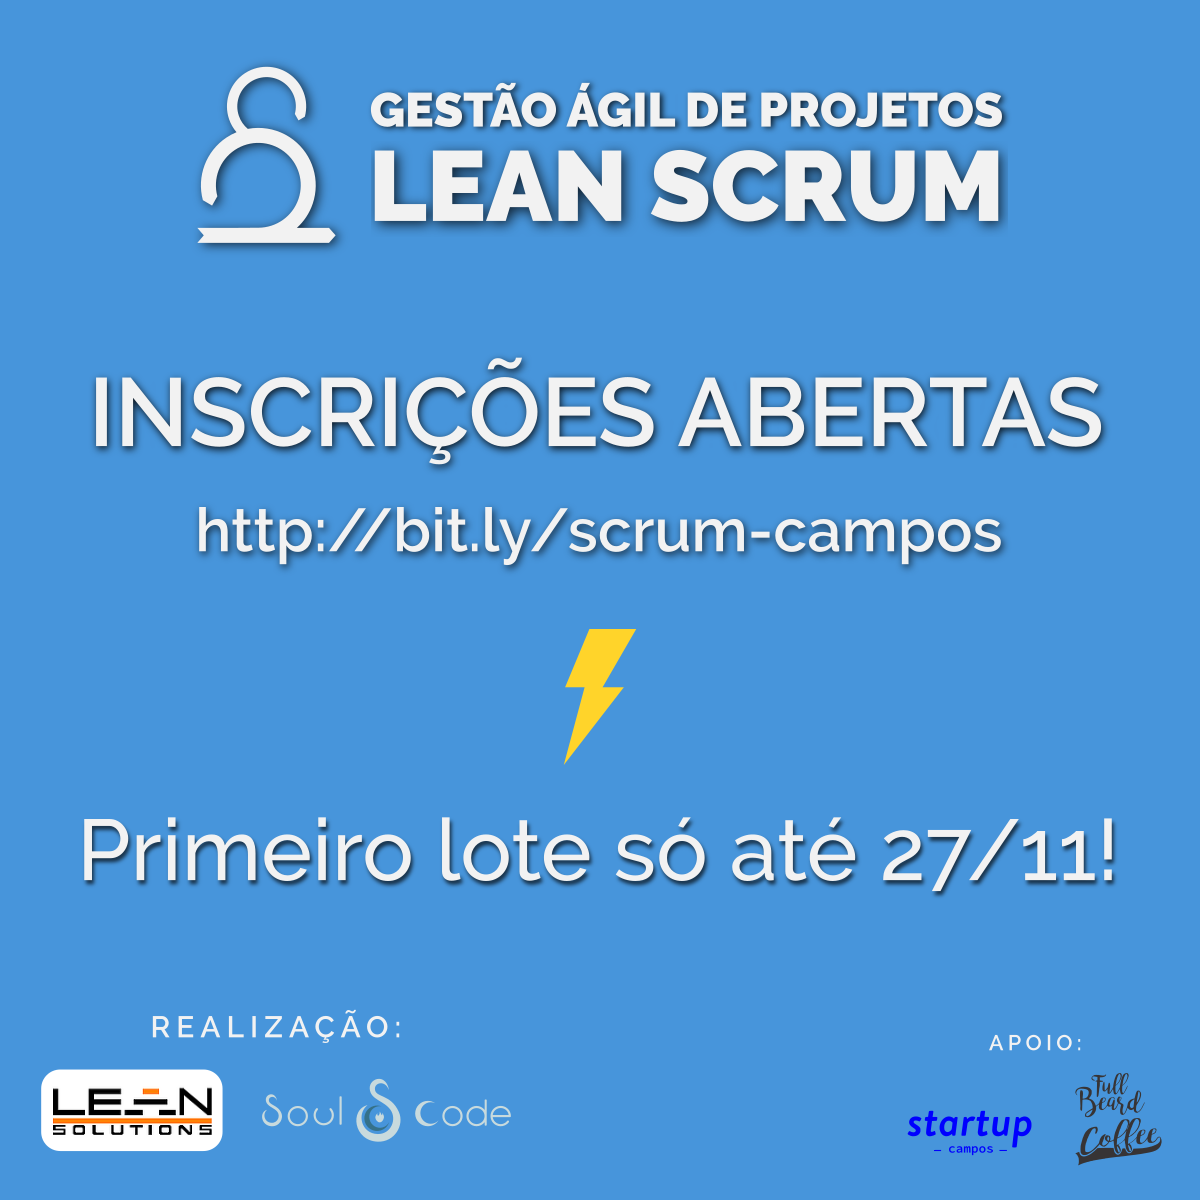 GESTÃO ÁGIL DE PROJETOS
LEAN SCRUM
INSCRIÇÕES ABERTAS
http://bit.ly/scrum-campos
Primeiro lote só até 27/11!
REALIZAÇÃO:
LEAN
SOLUTIONS
Soul Code
APOIO:
startup
– campos –
Full
Beard
Coffee